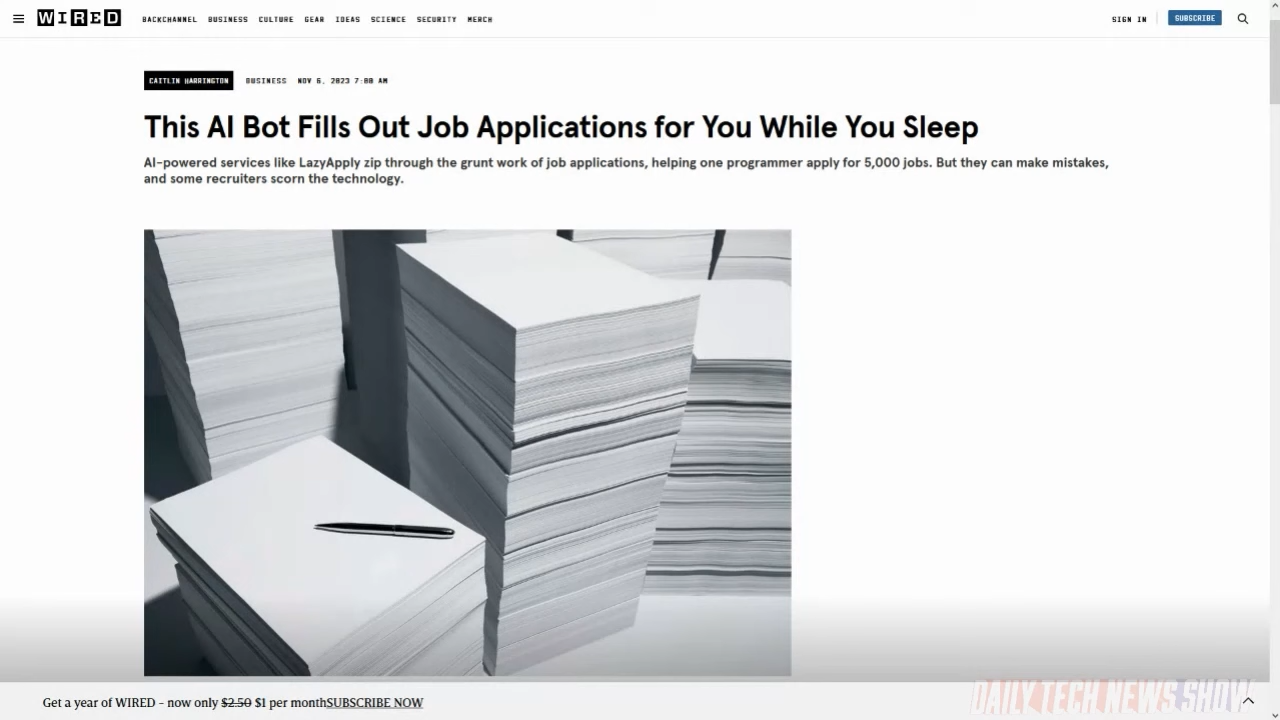 WIRED
BACKCHANNEL BUSINESS CULTURE GEAR IDEAS SCIENCE SECURITY MERCH
SIGN IN
SUBSCRIBE
CAITLIN HARRINGTON BUSINESS NOV 6, 2023 7:00 AM
This AI Bot Fills Out Job Applications for You While You Sleep
AI-powered services like LazyApply zip through the grunt work of job applications, helping one programmer apply for 5,000 jobs. But they can make mistakes,
and some recruiters scorn the technology.
Get a year of WIRED - now only $2.50 $1 per monthSUBSCRIBE NOW
DAILY TECH NEWS SHOW